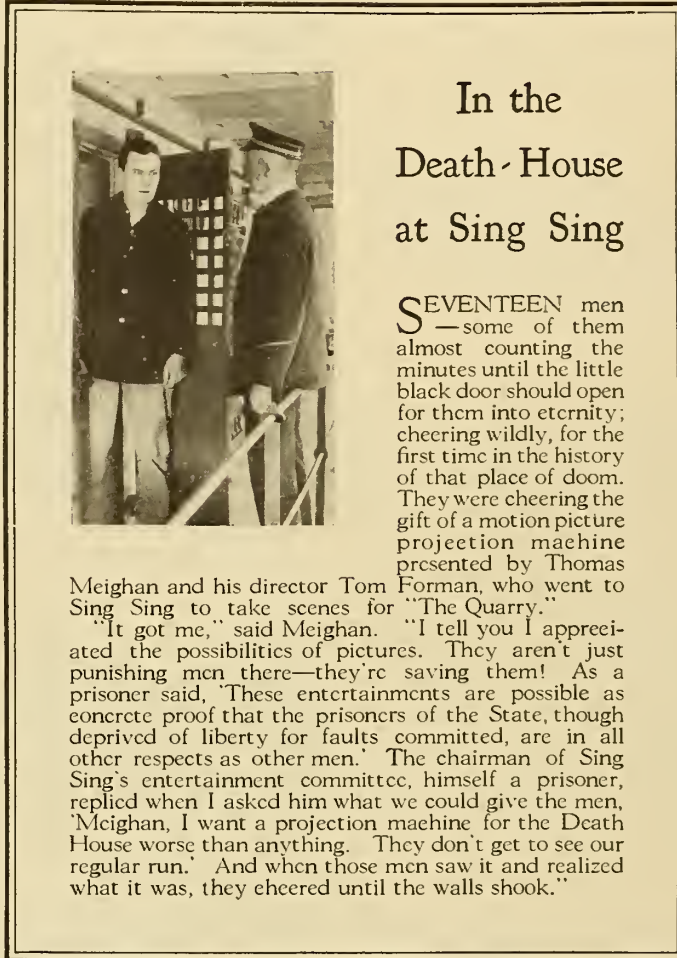 In the
Death-House
at Sing Sing
SEVENTEEN men
—some of them
almost counting the
minutes until the little
black door should open
for them into eternity;
cheering wildly, for the
first time in the history
of that place of doom.
They were cheering the
gift of a motion picture
projection machine
presented by Thomas
Meighan and his director Tom Forman, who went to
Sing Sing to take scenes for "The Quarry."
"It got me," said Meighan. "I tell you I appreci-
ated the possibilities of pictures. They aren't just
punishing men there—they're saving them! As a
prisoner said, 'These entertainments are possible as
concrete proof that the prisoners of the State, though
deprived of liberty for faults committed, are in all
other respects as other men.' The chairman of Sing
Sing's entertainment committee, himself a prisoner,
replied when I asked him what we could give the men,
'Meighan, I want a projection machine for the Death
House worse than anything. They don't get to see our
regular run.' And when those men saw it and realized
what it was, they cheered until the walls shook."